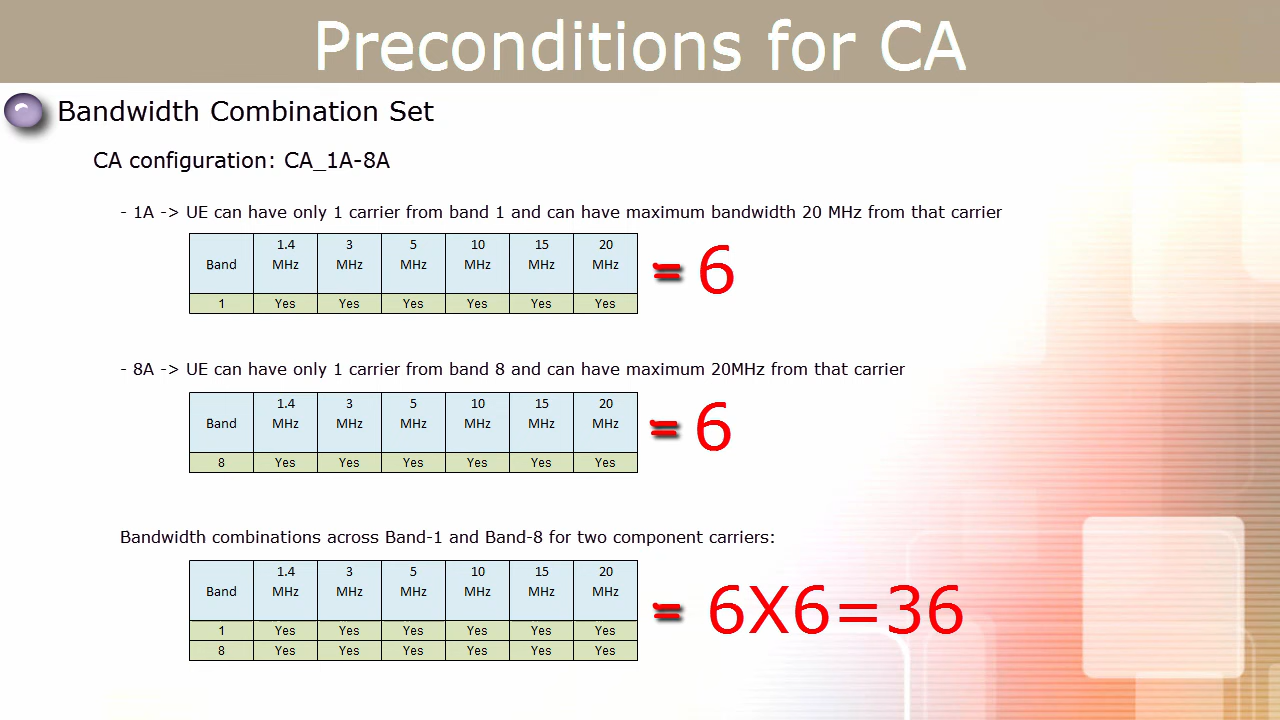 Preconditions for CA
Bandwidth Combination Set
CA configuration: CA_1A-8A
- 1A -> UE can have only 1 carrier from band 1 and can have maximum bandwidth 20 MHz from that carrier
Band 1.4 MHz 3 MHz 5 MHz 10 MHz 15 MHz 20 MHz
1 Yes Yes Yes Yes Yes Yes
= 6
- 8A -> UE can have only 1 carrier from band 8 and can have maximum 20MHz from that carrier
Band 1.4 MHz 3 MHz 5 MHz 10 MHz 15 MHz 20 MHz
8 Yes Yes Yes Yes Yes Yes
= 6
Bandwidth combinations across Band-1 and Band-8 for two component carriers:
Band 1.4 MHz 3 MHz 5 MHz 10 MHz 15 MHz 20 MHz
1 Yes Yes Yes Yes Yes Yes
8 Yes Yes Yes Yes Yes Yes
= 6X6=36